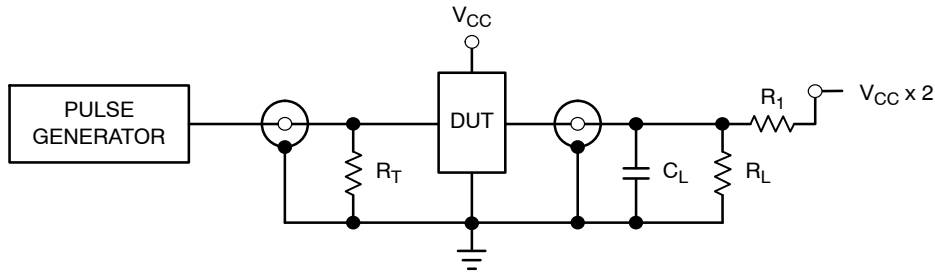 V_CC
PULSE
GENERATOR
DUT
R_T
C_L
R_L
R_1
V_CC x 2